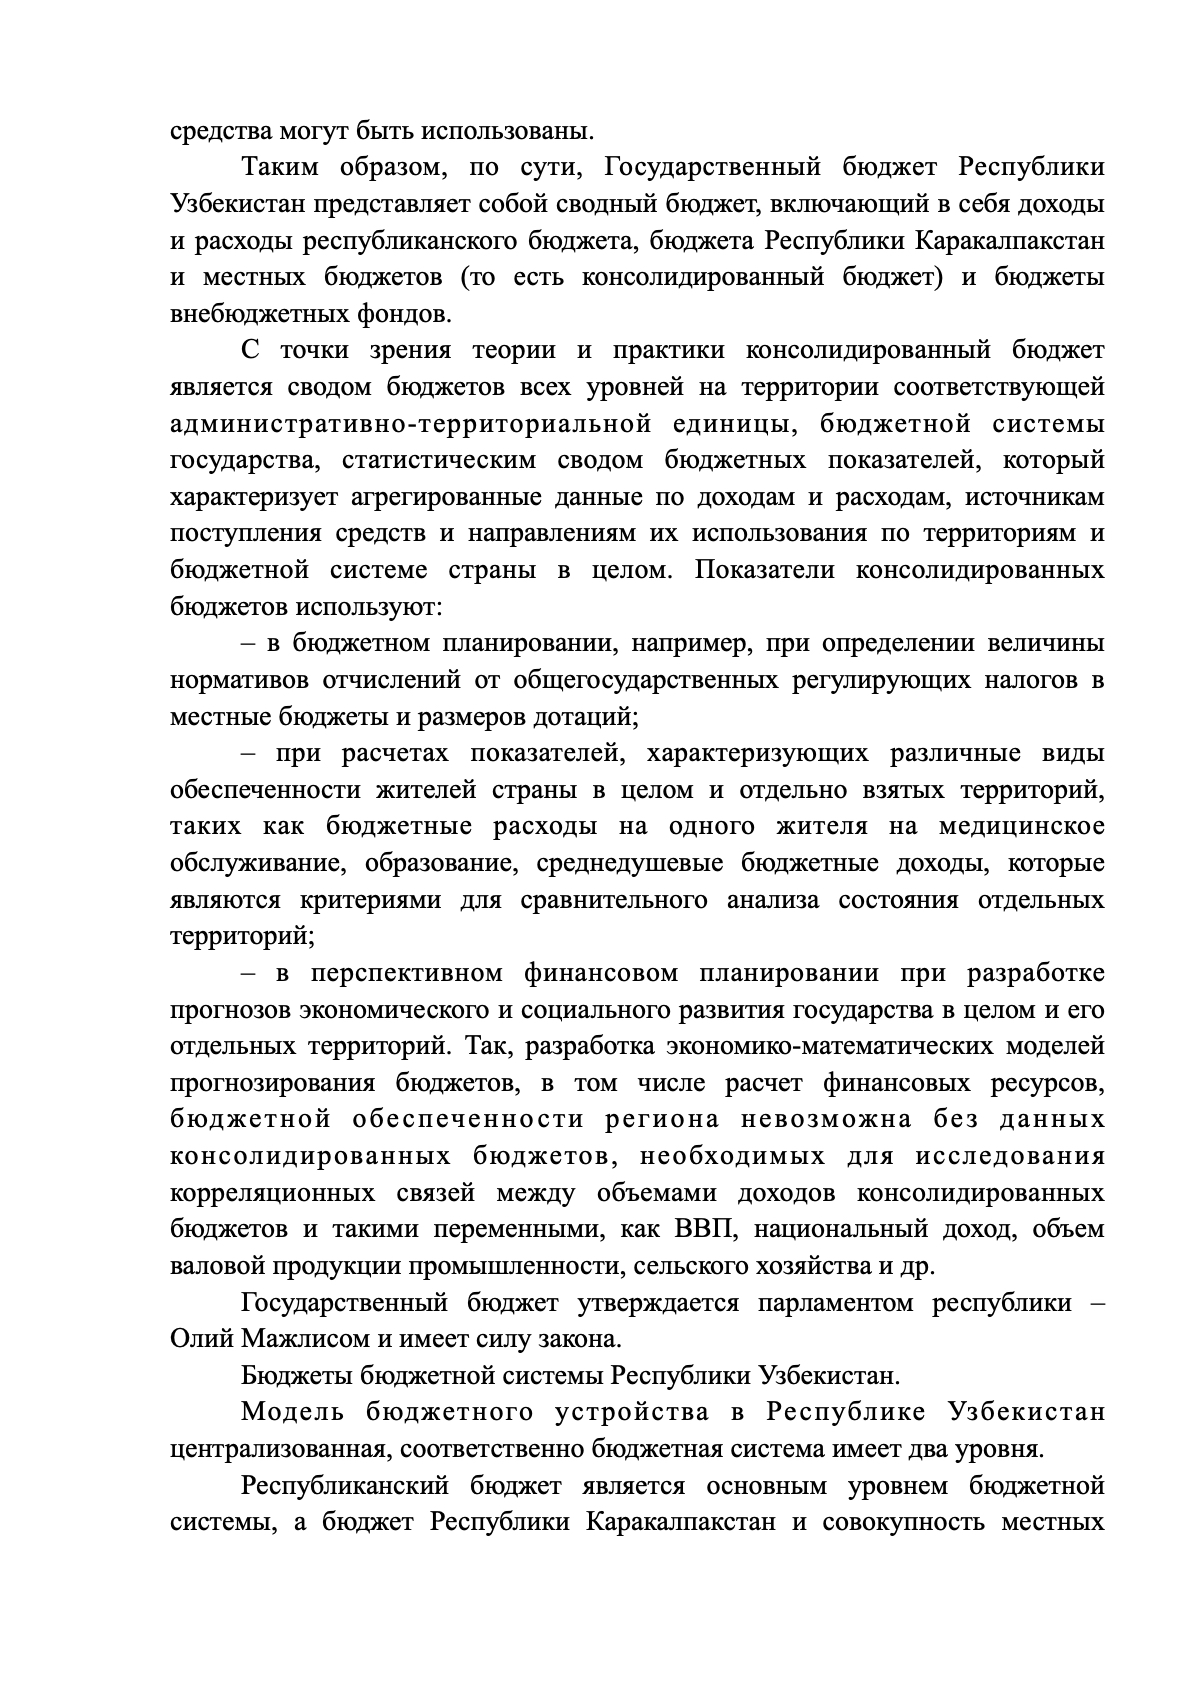 средства могут быть использованы.
Таким образом, по сути, Государственный бюджет Республики
Узбекистан представляет собой сводный бюджет, включающий в себя доходы
и расходы республиканского бюджета, бюджета Республики Каракалпакстан
и местных бюджетов (то есть консолидированный бюджет) и бюджеты
внебюджетных фондов.
С точки зрения теории и практики консолидированный бюджет
является сводом бюджетов всех уровней на территории соответствующей
административно-территориальной единицы, бюджетной системы
государства, статистическим сводом бюджетных показателей, который
характеризует агрегированные данные по доходам и расходам, источникам
поступления средств и направлениям их использования по территориям и
бюджетной системе страны в целом. Показатели консолидированных
бюджетов используют:
– в бюджетном планировании, например, при определении величины
нормативов отчислений от общегосударственных регулирующих налогов в
местные бюджеты и размеров дотаций;
– при расчетах показателей, характеризующих различные виды
обеспеченности жителей страны в целом и отдельно взятых территорий,
таких как бюджетные расходы на одного жителя на медицинское
обслуживание, образование, среднедушевые бюджетные доходы, которые
являются критериями для сравнительного анализа состояния отдельных
территорий;
– в перспективном финансовом планировании при разработке
прогнозов экономического и социального развития государства в целом и его
отдельных территорий. Так, разработка экономико-математических моделей
прогнозирования бюджетов, в том числе расчет финансовых ресурсов,
бюджетной обеспеченности региона невозможна без данных
консолидированных бюджетов, необходимых для исследования
корреляционных связей между объемами доходов консолидированных
бюджетов и такими переменными, как ВВП, национальный доход, объем
валовой продукции промышленности, сельского хозяйства и др.
Государственный бюджет утверждается парламентом республики –
Олий Мажлисом и имеет силу закона.
Бюджеты бюджетной системы Республики Узбекистан.
Модель бюджетного устройства в Республике Узбекистан
централизованная, соответственно бюджетная система имеет два уровня.
Республиканский бюджет является основным уровнем бюджетной
системы, а бюджет Республики Каракалпакстан и совокупность местных